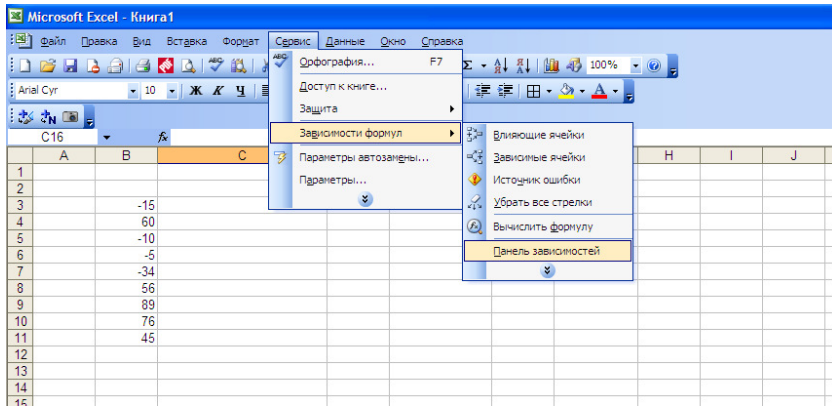 Microsoft Excel - Книга1
Файл Правка Вид Вставка Формат Сервис Данные Окно Справка
100%
Arial Cyr 10 Ж К Ч
Орфография... F7
Доступ к книге...
Защита
Зависимости формул
Параметры автозамены...
Параметры...
Влияющие ячейки
Зависимые ячейки
Источник ошибки
Убрать все стрелки
Вычислить формулу
Панель зависимостей
C16 fx
A B C H I J
1
2
3 -15
4 60
5 -10
6 -5
7 -34
8 56
9 89
10 76
11 45
12
13
14
15